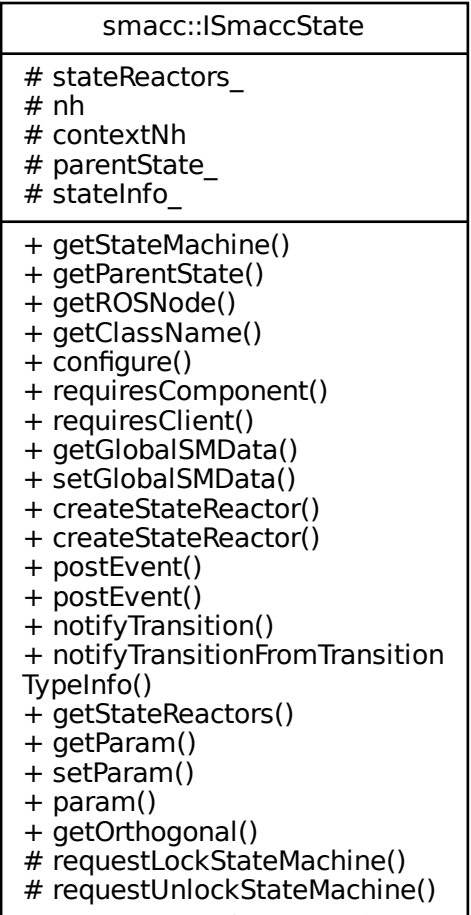 smacc::ISmaccState
# stateReactors_
# nh
# contextNh
# parentState_
# stateInfo_
+ getStateMachine()
+ getParentState()
+ getROSNode()
+ getClassName()
+ configure()
+ requiresComponent()
+ requiresClient()
+ getGlobalSMData()
+ setGlobalSMData()
+ createStateReactor()
+ createStateReactor()
+ postEvent()
+ postEvent()
+ notifyTransition()
+ notifyTransitionFromTransition
TypeInfo()
+ getStateReactors()
+ getParam()
+ setParam()
+ param()
+ getOrthogonal()
# requestLockStateMachine()
# requestUnlockStateMachine()